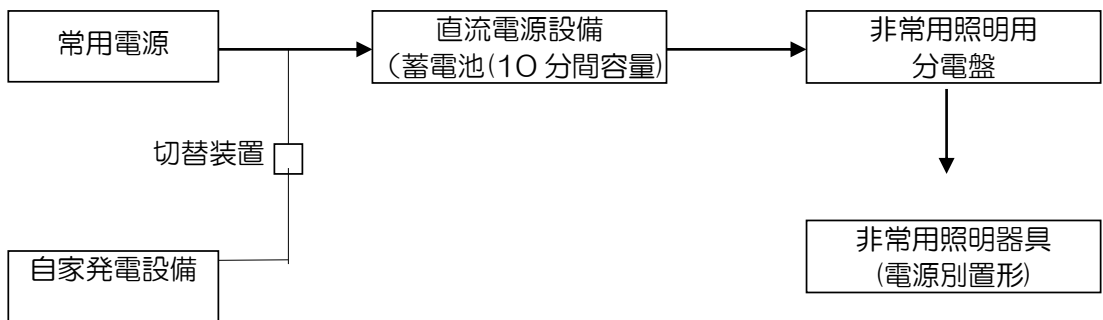 常用電源
直流電源設備
(蓄電池(10分間容量)
非常用照明用
分電盤
切替装置
自家発電設備
非常用照明器具
(電源別置形)